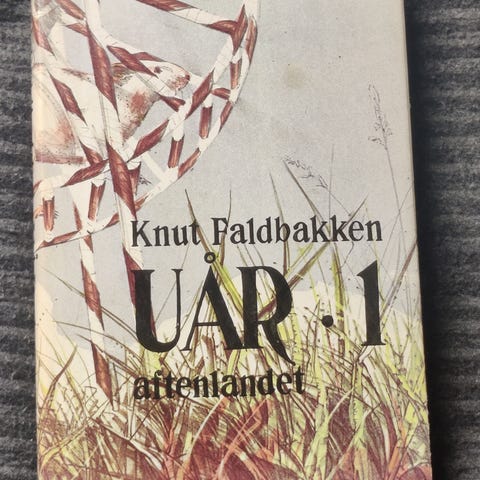 Knut Faldbakken
UÅR · 1
aftenlandet